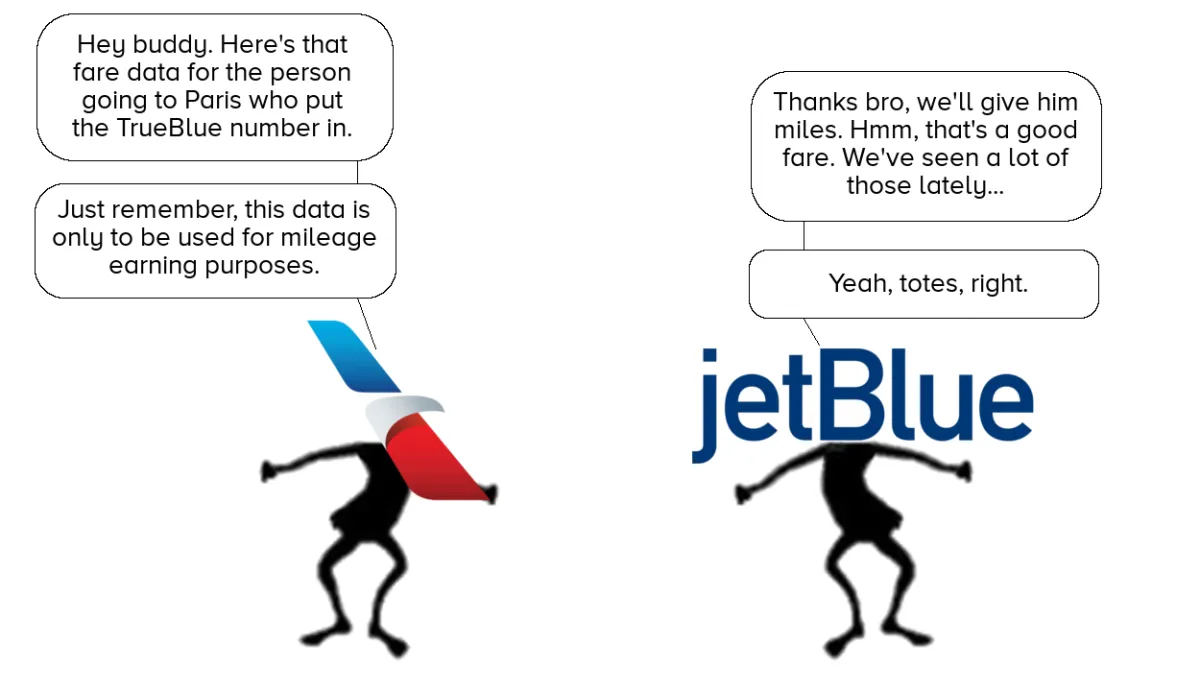 Hey buddy. Here's that
fare data for the person
going to Paris who put
the TrueBlue number in.
Just remember, this data is
only to be used for mileage
earning purposes.
Thanks bro, we'll give him
miles. Hmm, that's a good
fare. We've seen a lot of
those lately...
Yeah, totes, right.
jetBlue